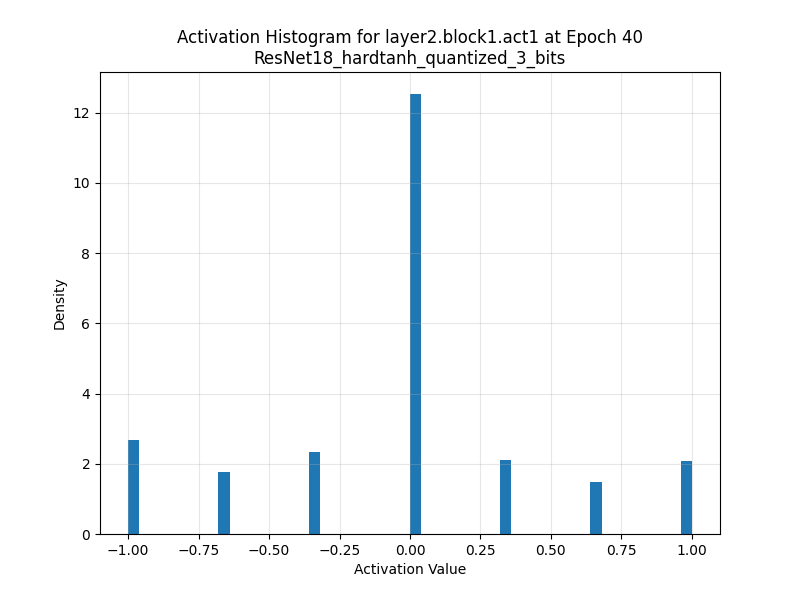 Activation Histogram for layer2.block1.act1 at Epoch 40
ResNet18_hardtanh_quantized_3_bits
12
10
8
6
4
2
0
Density
−1.00 −0.75 −0.50 −0.25 0.00 0.25 0.50 0.75 1.00
Activation Value